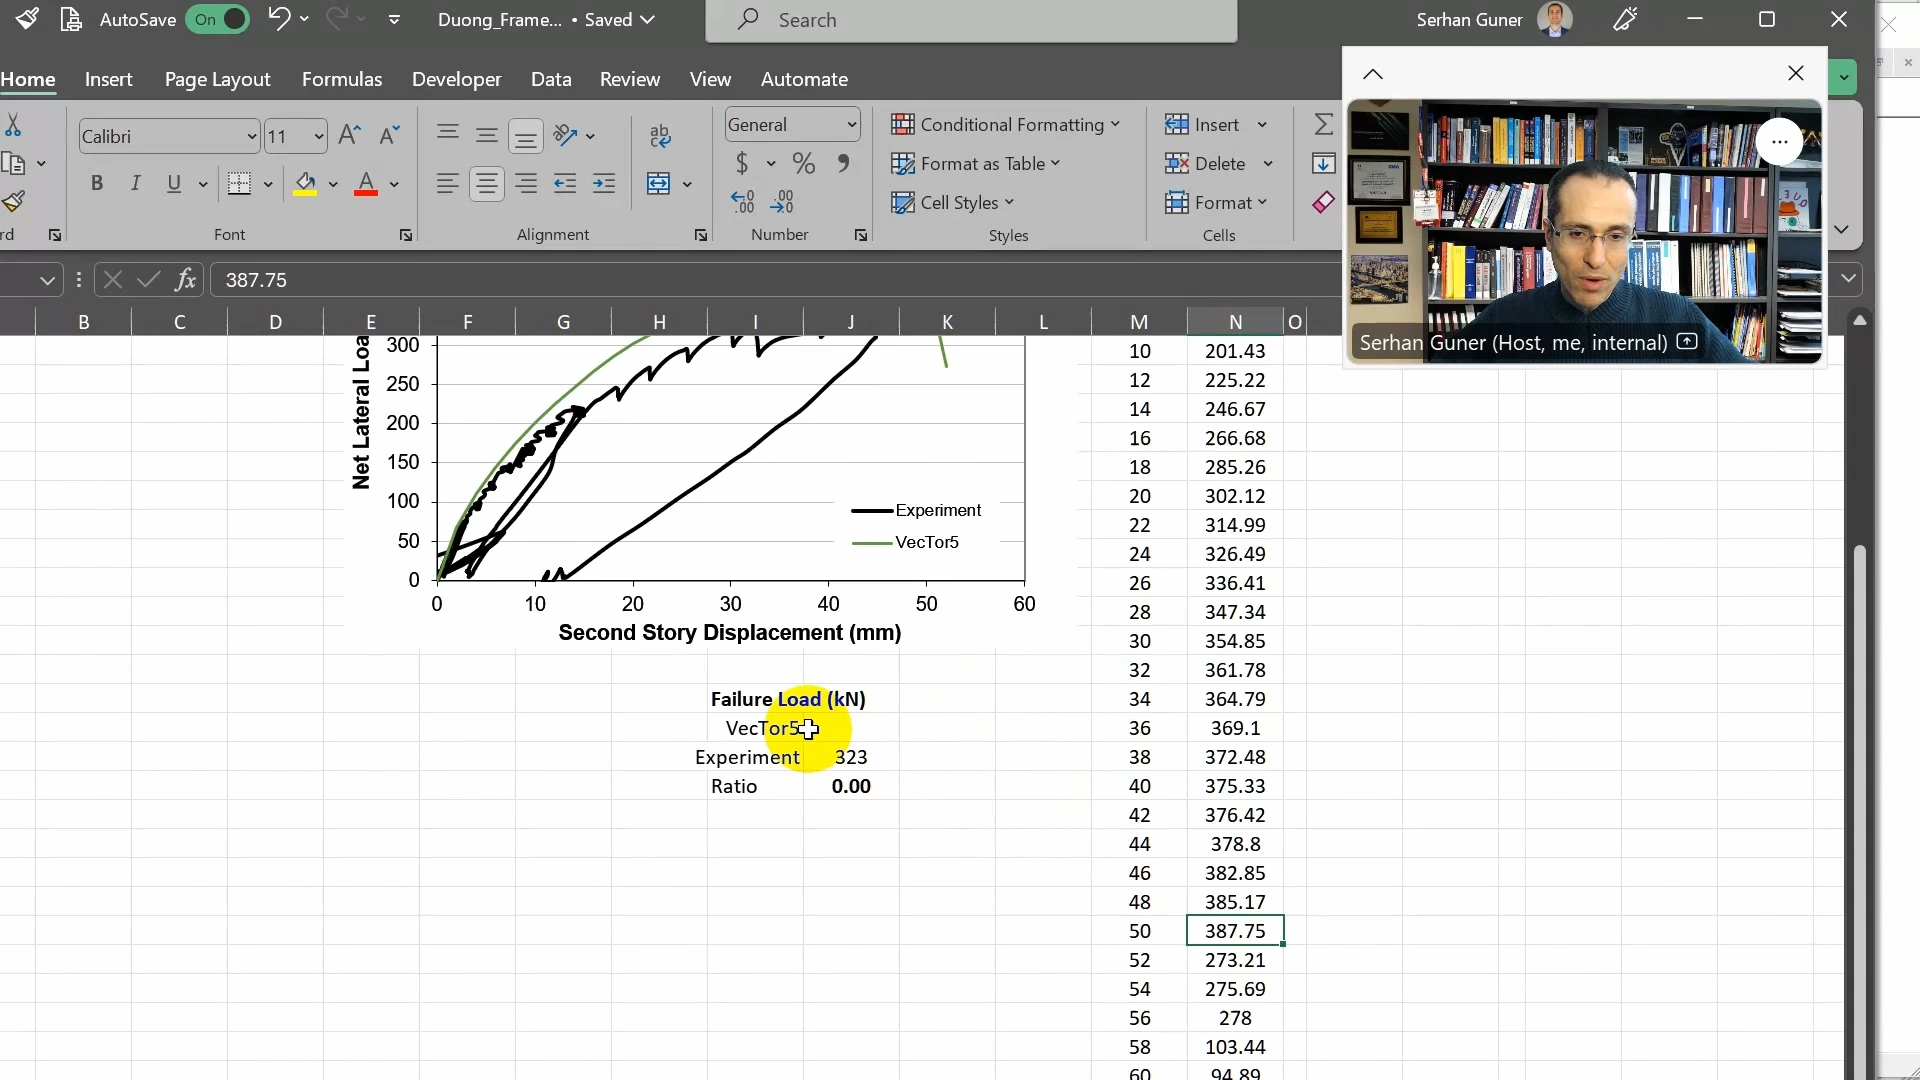 AutoSave On Duong_Frame... • Saved Search Serhan Guner
Home Insert Page Layout Formulas Developer Data Review View Automate
Calibri 11 General Conditional Formatting Insert
B I U A $ % Format as Table Delete
Cell Styles Format
rd Font Alignment Number Styles Cells
Serhan Guner (Host, me, internal)
fx 387.75
B C D E F G H I J K L M N O
Net Lateral Loa
300
250
200
150
100
50
0
Experiment
VecTor5
0 10 20 30 40 50 60
Second Story Displacement (mm)
Failure Load (kN)
VecTor5
Experiment 323
Ratio 0.00
10 201.43
12 225.22
14 246.67
16 266.68
18 285.26
20 302.12
22 314.99
24 326.49
26 336.41
28 347.34
30 354.85
32 361.78
34 364.79
36 369.1
38 372.48
40 375.33
42 376.42
44 378.8
46 382.85
48 385.17
50 387.75
52 273.21
54 275.69
56 278
58 103.44
60 94.89